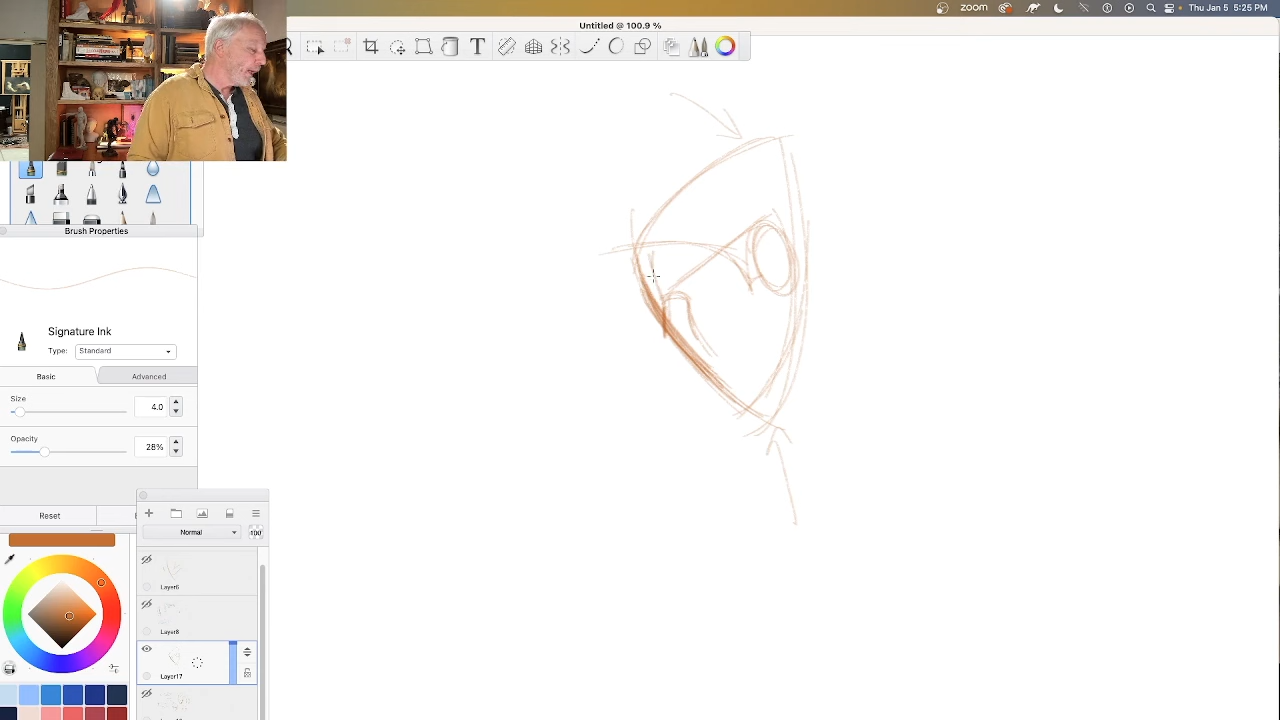 zoom
Thu Jan 5 5:25 PM
Untitled @ 100.9 %
T
Brush Properties
Signature Ink
Type: Standard
Basic Advanced
Size
4.0
Opacity
28%
Reset
Normal
Layer6
Layer8
Layer17